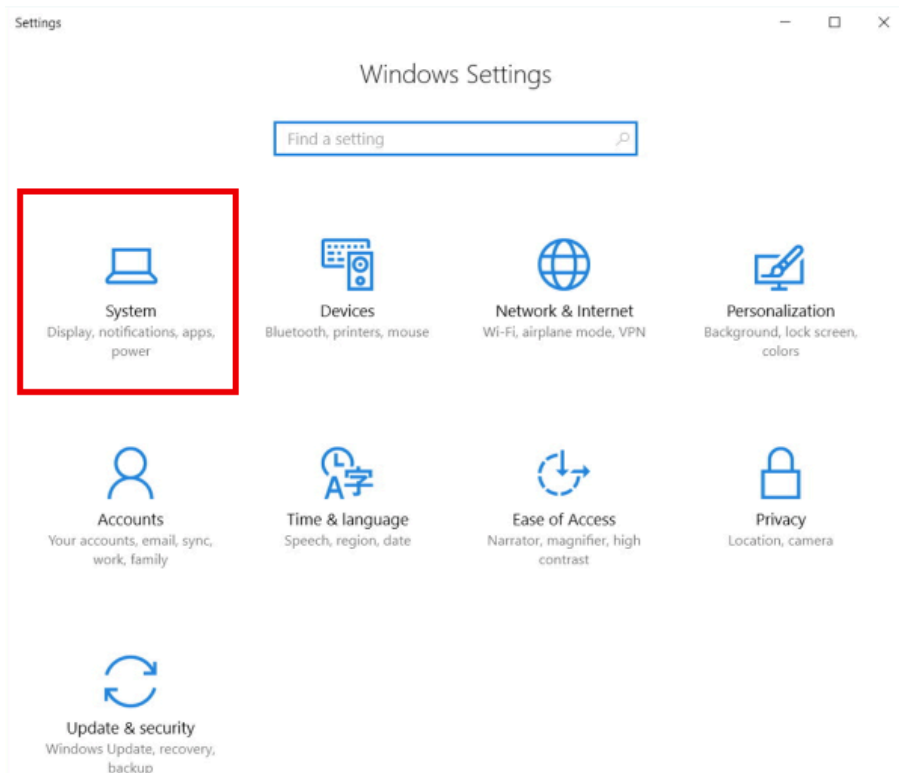 Settings
Windows Settings
Find a setting
System
Display, notifications, apps,
power
Devices
Bluetooth, printers, mouse
Network & Internet
Wi-Fi, airplane mode, VPN
Personalization
Background, lock screen,
colors
Accounts
Your accounts, email, sync,
work, family
A字
Time & language
Speech, region, date
Ease of Access
Narrator, magnifier, high
contrast
Privacy
Location, camera
Update & security
Windows Update, recovery,
backup